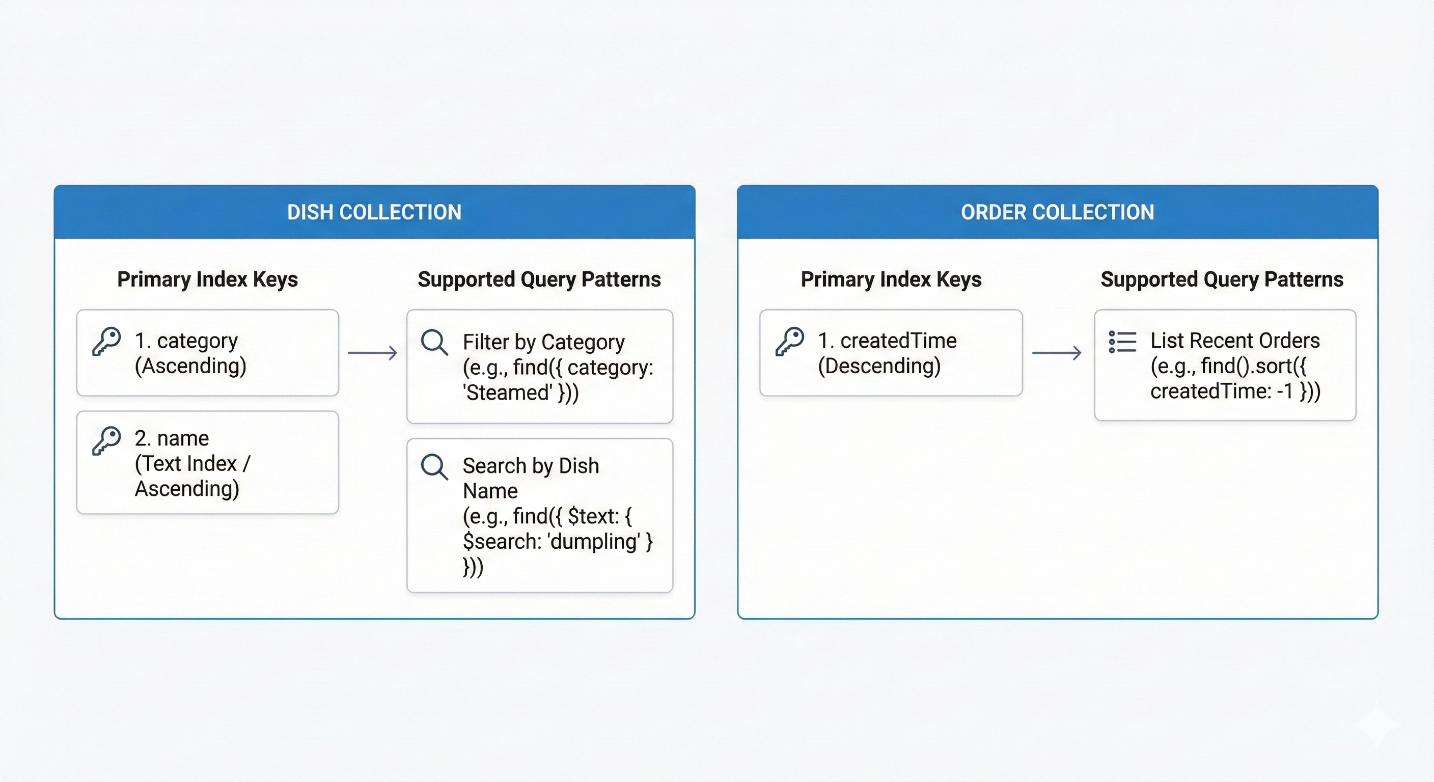 DISH COLLECTION
Primary Index Keys
Supported Query Patterns
1. category
(Ascending)
2. name
(Text Index /
Ascending)
Filter by Category
(e.g., find({ category:
'Steamed' }))
Search by Dish
Name
(e.g., find({ $text: {
$search: 'dumpling' }
}))
ORDER COLLECTION
Primary Index Keys
Supported Query Patterns
1. createdTime
(Descending)
List Recent Orders
(e.g., find().sort({
createdTime: -1 }))